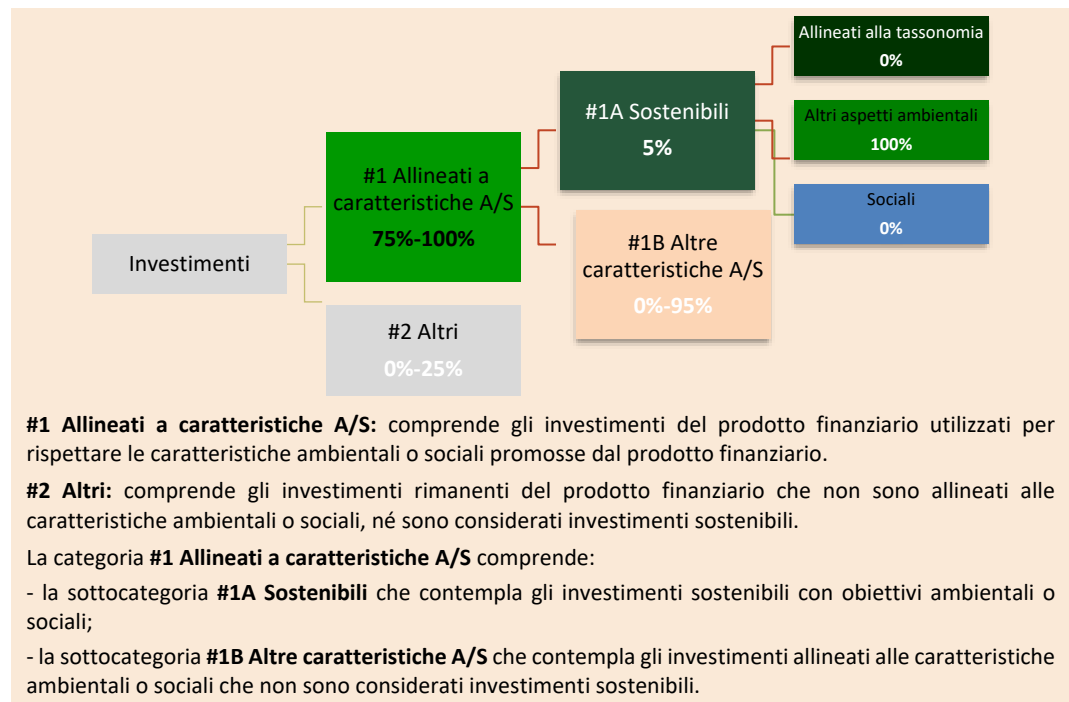 Allineati alla tassonomia
0%
#1A Sostenibili
5%
Altri aspetti ambientali
100%
#1 Allineati a
caratteristiche A/S
75%-100%
Sociali
0%
#1B Altre
caratteristiche A/S
0%-95%
Investimenti
#2 Altri
0%-25%
#1 Allineati a caratteristiche A/S: comprende gli investimenti del prodotto finanziario utilizzati per
rispettare le caratteristiche ambientali o sociali promosse dal prodotto finanziario.
#2 Altri: comprende gli investimenti rimanenti del prodotto finanziario che non sono allineati alle
caratteristiche ambientali o sociali, né sono considerati investimenti sostenibili.
La categoria #1 Allineati a caratteristiche A/S comprende:
- la sottocategoria #1A Sostenibili che contempla gli investimenti sostenibili con obiettivi ambientali o
sociali;
- la sottocategoria #1B Altre caratteristiche A/S che contempla gli investimenti allineati alle caratteristiche
ambientali o sociali che non sono considerati investimenti sostenibili.